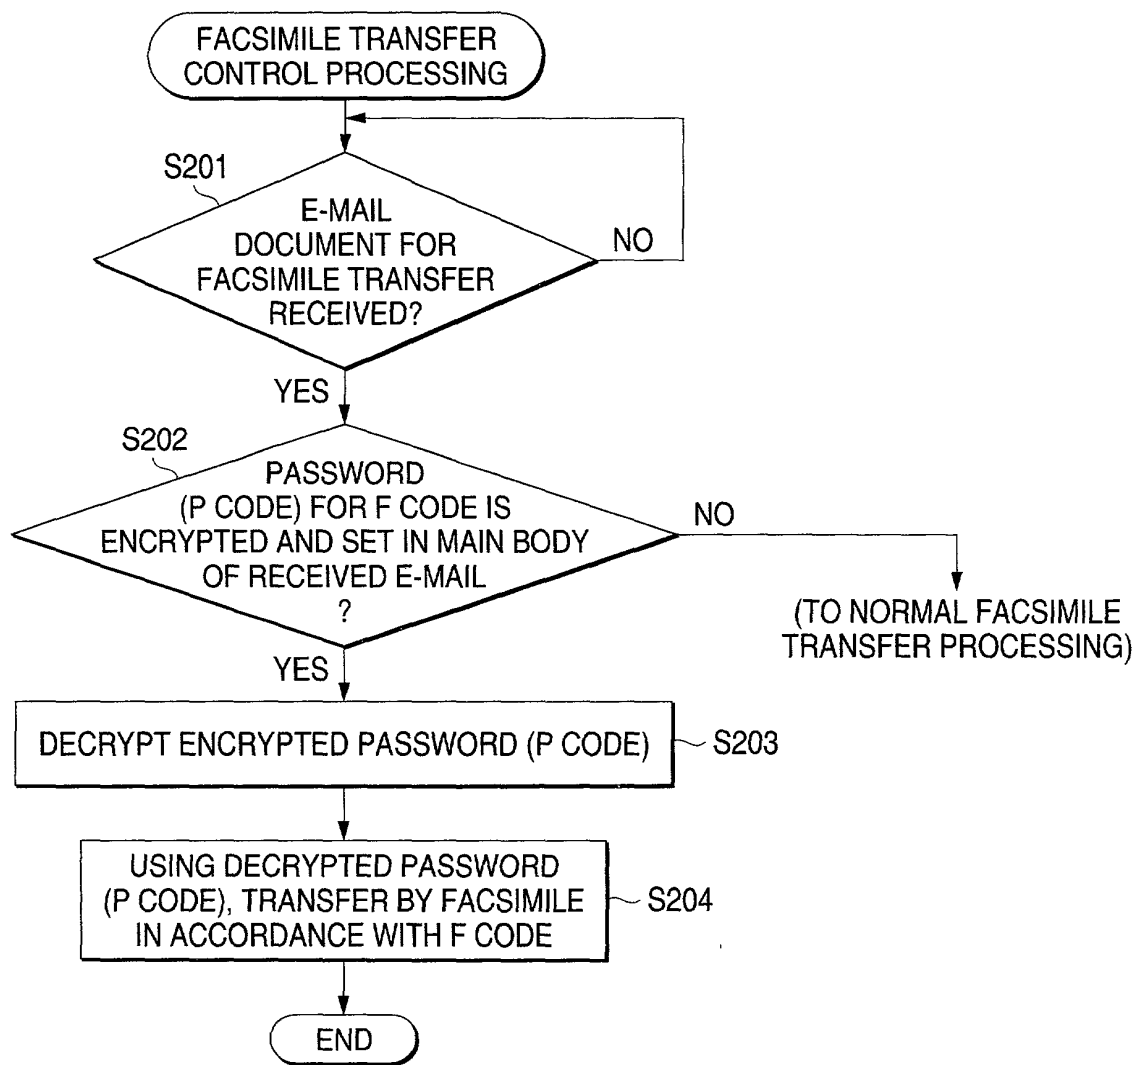 FACSIMILE TRANSFER
CONTROL PROCESSING
S201
E-MAIL
DOCUMENT FOR
FACSIMILE TRANSFER
RECEIVED?
NO
YES
S202
PASSWORD
(P CODE) FOR F CODE IS
ENCRYPTED AND SET IN MAIN BODY
OF RECEIVED E-MAIL
?
NO
(TO NORMAL FACSIMILE
TRANSFER PROCESSING)
YES
DECRYPT ENCRYPTED PASSWORD (P CODE)
S203
USING DECRYPTED PASSWORD
(P CODE), TRANSFER BY FACSIMILE
IN ACCORDANCE WITH F CODE
S204
END